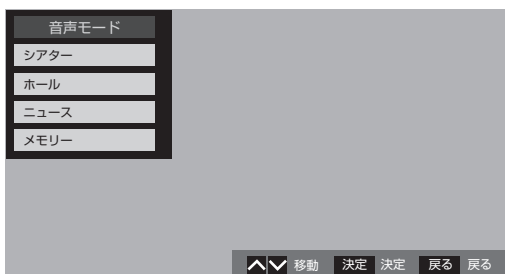 音声モード
シアター
ホール
ニュース
メモリー
移動 決定 決定 戻る 戻る